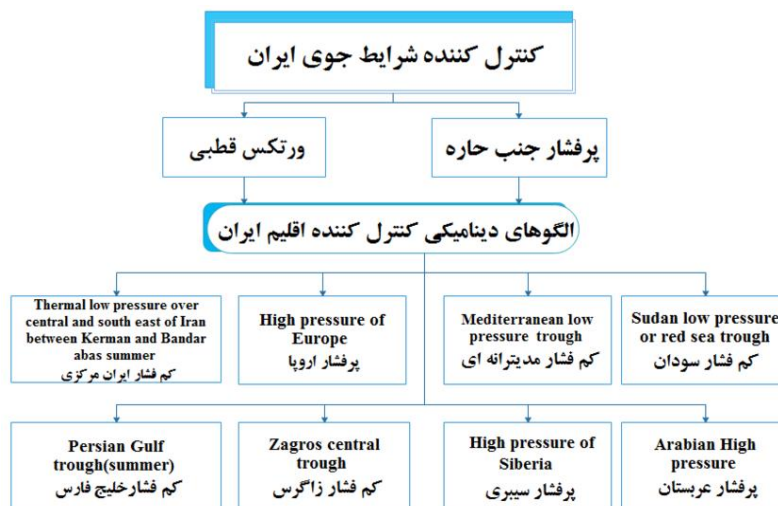 کنترل کننده شرایط جوی ایران
پرفشار جنب حاره
ورتکس قطبی
الگوهای دینامیکی کنترل کننده اقلیم ایران
Thermal low pressure over
central and south east of Iran
between Kerman and Bandar
abas summer
کم فشار ایران مرکزی
High pressure of
Europe
پرفشار اروپا
Mediterranean low
pressure trough
کم فشار مدیترانه ای
Sudan low pressure
or red sea trough
کم فشار سودان
Persian Gulf
trough(summer)
کم فشارخلیج فارس
Zagros central
trough
کم فشار زاگرس
High pressure of
Siberia
پرفشار سیبری
Arabian High
pressure
پرفشار عربستان